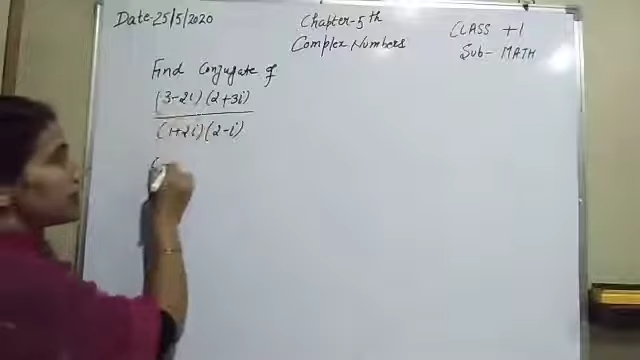 Date-25/5/2020
Chapter-5th
Complex Numbers
CLASS +1
Sub- MATH
Find Conjugate of
(3-2i)(2+3i)
(1+2i)(2-i)
(